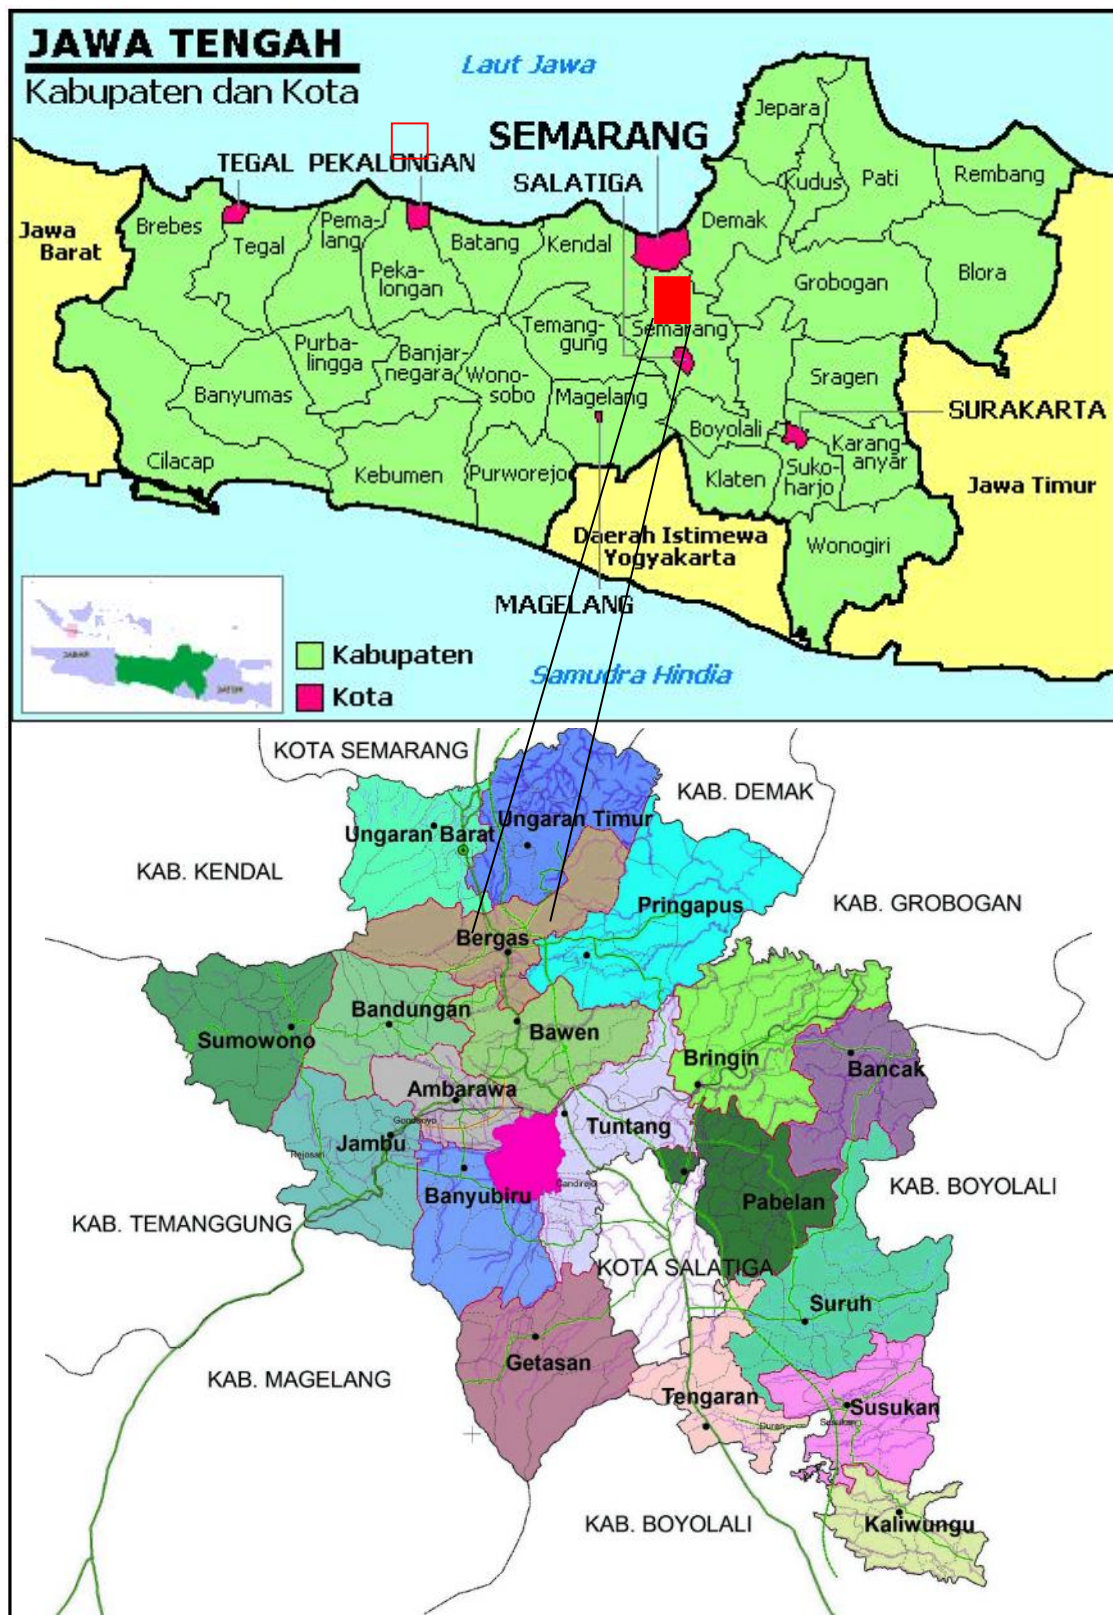 JAWA TENGAH
Kabupaten dan Kota
Laut Jawa
SEMARANG
TEGAL PEKALONGAN
SALATIGA
Jepara
Kudus
Pati
Rembang
Demak
Jawa
Barat
Brebes
Tegal
Pema-
lang
Peka-
longan
Batang
Kendal
Grobogan
Blora
Semarang
Temang-
gung
Purba-
lingga
Banjar-
negara
Wono-
sobo
Banyumas
Magelang
Sragen
SURAKARTA
Boyolali
Karang-
anyar
Cilacap
Kebumen
Purworejo
Klaten
Suko-
harjo
Jawa Timur
Daerah Istimewa
Yogyakarta
Wonogiri
MAGELANG
JABAR
JATIM
Kabupaten
Kota
Samudra Hindia
KOTA SEMARANG
KAB. DEMAK
Ungaran Timur
Ungaran Barat
KAB. KENDAL
Pringapus
KAB. GROBOGAN
Bergas
Bandungan
Sumowono
Bawen
Bringin
Bancak
Ambarawa
Tuntang
Jambu
Rejosari
Candirejo
Banyubiru
Pabelan
KAB. BOYOLALI
KAB. TEMANGGUNG
KOTA SALATIGA
Suruh
Getasan
KAB. MAGELANG
Tengaran
Susukan
Susukan
KAB. BOYOLALI
Kaliwungu